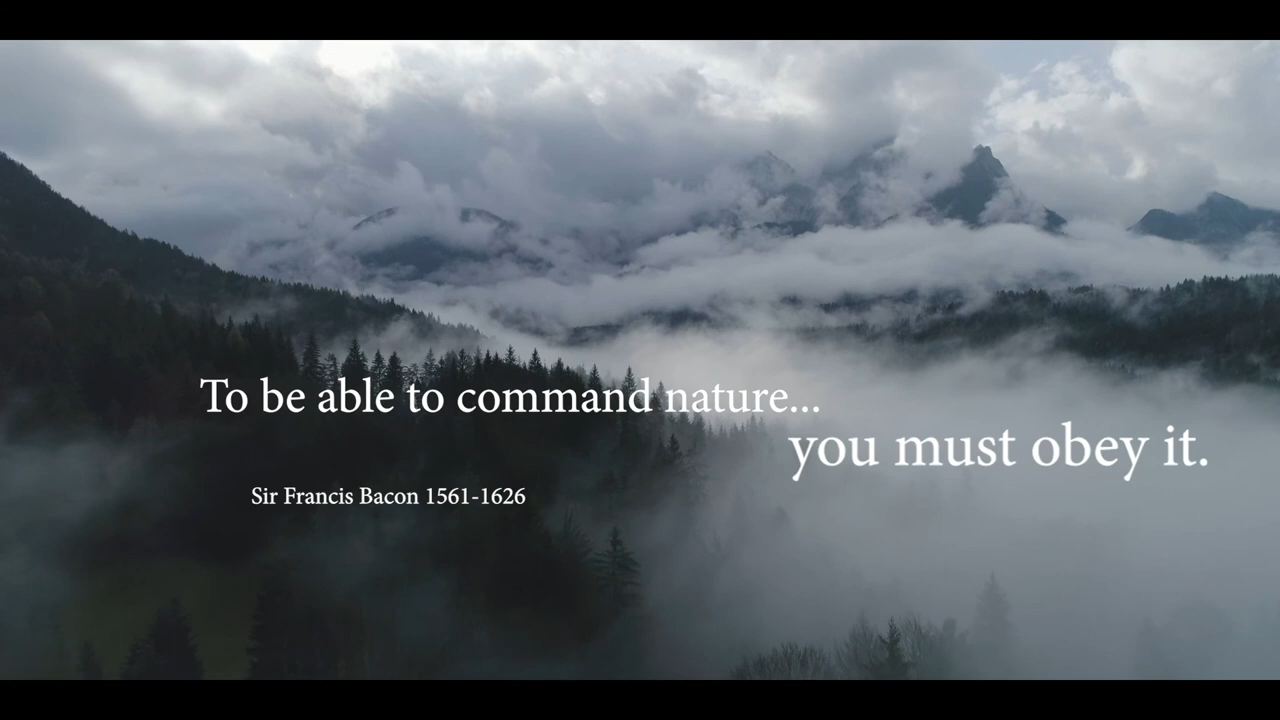 To be able to command nature...
you must obey it.
Sir Francis Bacon 1561-1626